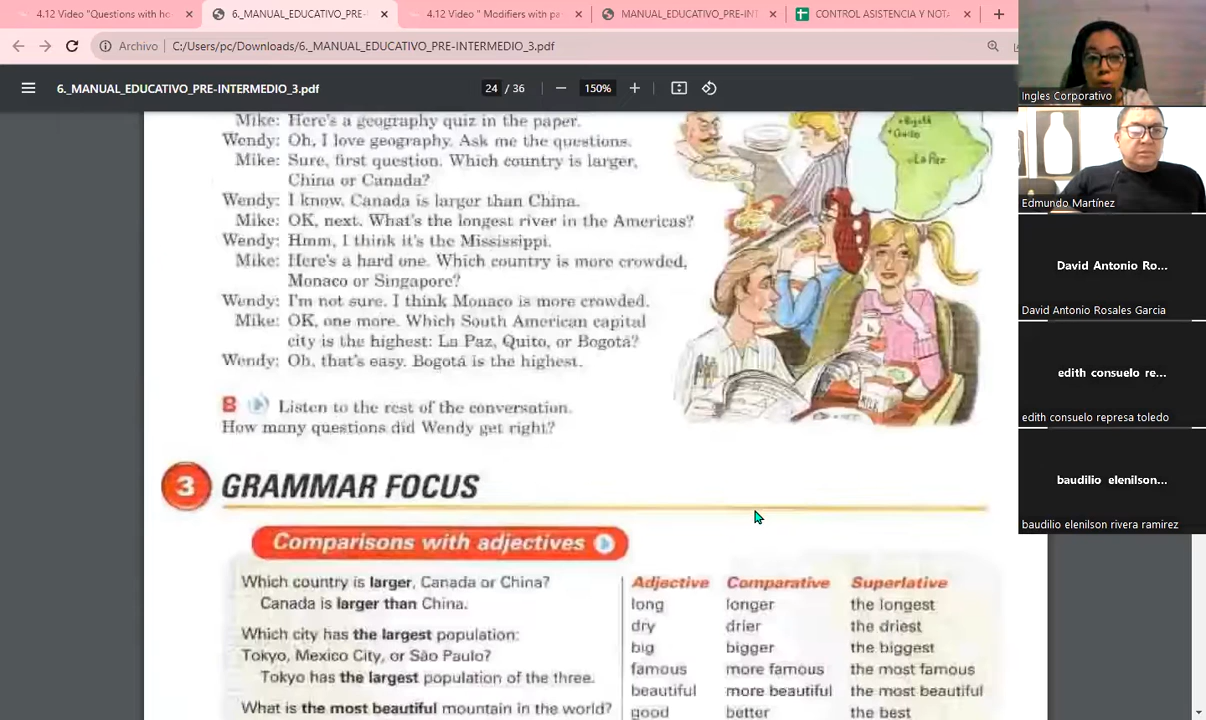 4.12 Video "Questions with ho
6._MANUAL_EDUCATIVO_PRE-
4.12 Video " Modifiers with pa
MANUAL_EDUCATIVO_PRE-INT
CONTROL ASISTENCIA Y NOTA
Archivo
C:/Users/pc/Downloads/6._MANUAL_EDUCATIVO_PRE-INTERMEDIO_3.pdf
6._MANUAL_EDUCATIVO_PRE-INTERMEDIO_3.pdf
24 / 36
150%
Mike: Here's a geography quiz in the paper.
Wendy: Oh, I love geography. Ask me the questions.
Mike: Sure, first question. Which country is larger,
China or Canada?
Wendy: I know. Canada is larger than China.
Mike: OK, next. What's the longest river in the Americas?
Wendy: Hmm, I think it's the Mississippi.
Mike: Here's a hard one. Which country is more crowded,
Monaco or Singapore?
Wendy: I'm not sure. I think Monaco is more crowded.
Mike: OK, one more. Which South American capital
city is the highest: La Paz, Quito, or Bogotá?
Wendy: Oh, that's easy. Bogotá is the highest.
Bogotá
Quito
La Paz
MILK
B Listen to the rest of the conversation.
How many questions did Wendy get right?
3 GRAMMAR FOCUS
Comparisons with adjectives
Which country is larger, Canada or China?
Canada is larger than China.
Which city has the largest population:
Tokyo, Mexico City, or São Paulo?
Tokyo has the largest population of the three.
What is the most beautiful mountain in the world?
Adjective Comparative Superlative
long longer the longest
dry drier the driest
big bigger the biggest
famous more famous the most famous
beautiful more beautiful the most beautiful
good better the best
Ingles Corporativo
Edmundo Martínez
David Antonio Ro...
David Antonio Rosales Garcia
edith consuelo re...
edith consuelo represa toledo
baudilio elenilson...
baudilio elenilson rivera ramirez